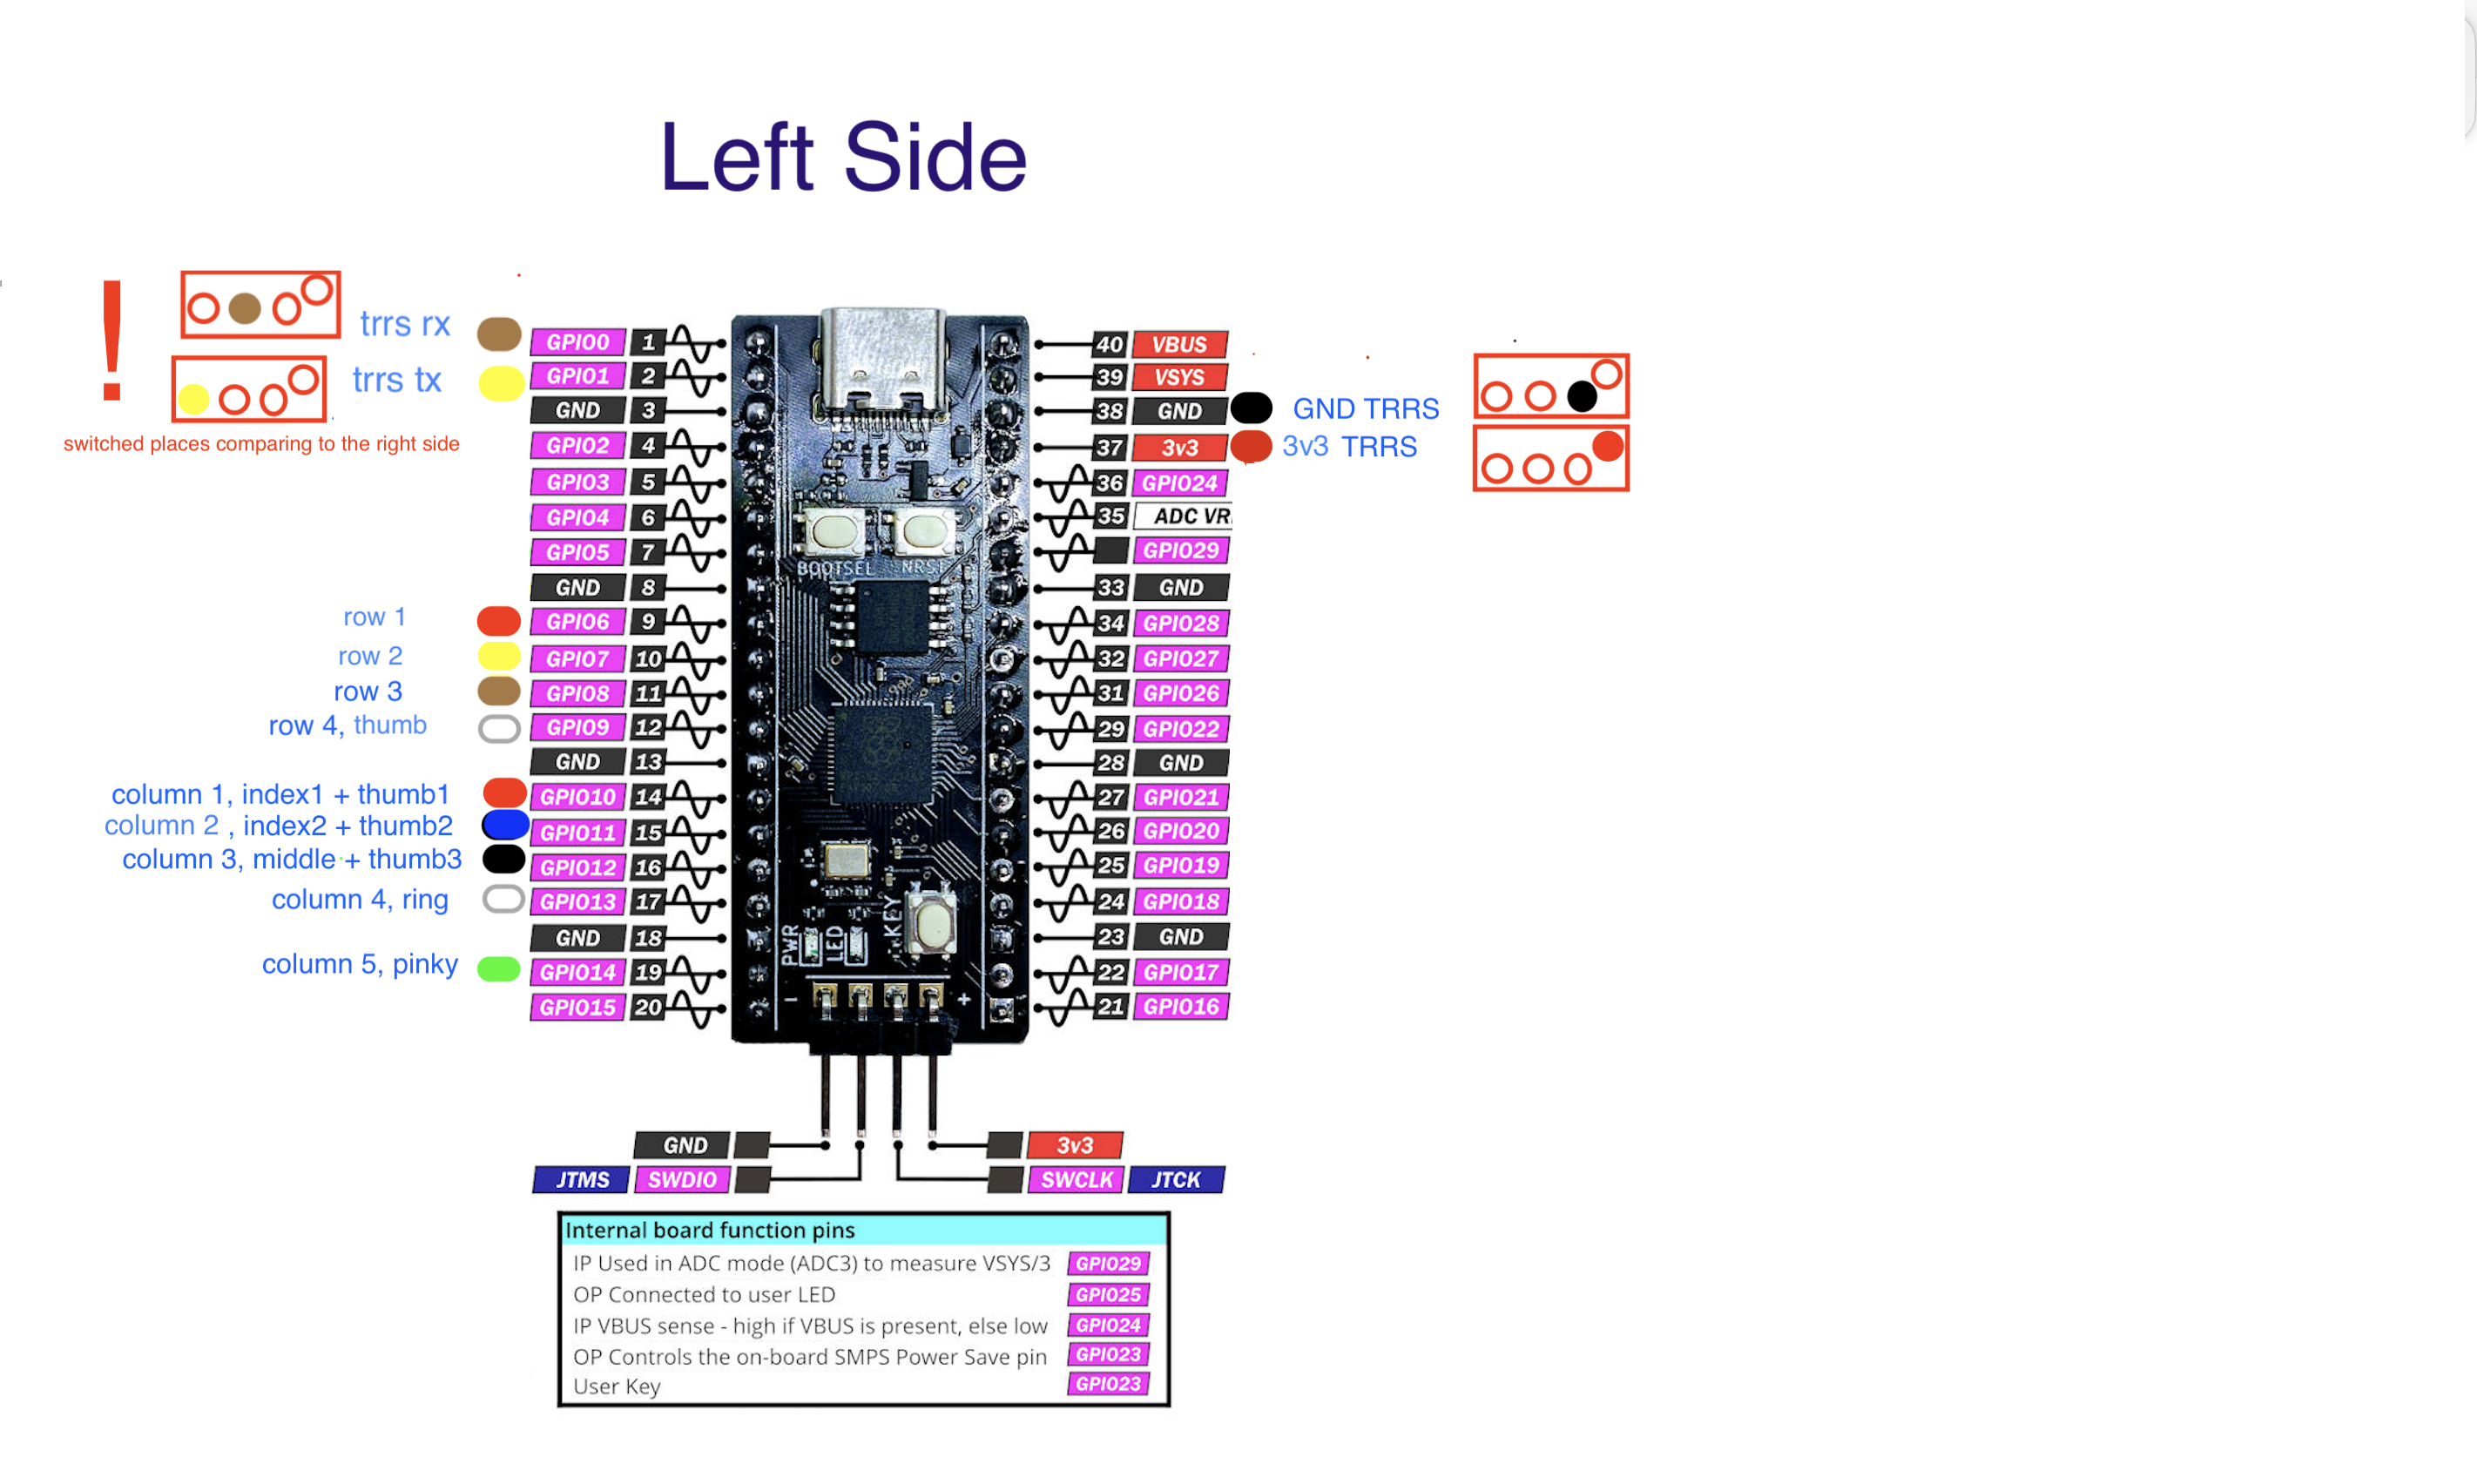 Left Side
trrs rx
trrs tx
switched places comparing to the right side
GPIO0 1
GPIO1 2
GND 3
GPIO2 4
GPIO3 5
GPIO4 6
GPIO5 7
GND 8
row 1 GPIO6 9
row 2 GPIO7 10
row 3 GPIO8 11
row 4, thumb GPIO9 12
GND 13
column 1, index1 + thumb1 GPIO10 14
column 2 , index2 + thumb2 GPIO11 15
column 3, middle + thumb3 GPIO12 16
column 4, ring GPIO13 17
GND 18
column 5, pinky GPIO14 19
GPIO15 20
40 VBUS
39 VSYS
38 GND GND TRRS
37 3v3 3v3 TRRS
36 GPIO24
35 ADC VR
GPIO29
33 GND
34 GPIO28
32 GPIO27
31 GPIO26
29 GPIO22
28 GND
27 GPIO21
26 GPIO20
25 GPIO19
24 GPIO18
23 GND
22 GPIO17
21 GPIO16
BOOTSEL NRST
PWR LED KEY
GND 3v3
JTMS SWDIO SWCLK JTCK
Internal board function pins
IP Used in ADC mode (ADC3) to measure VSYS/3 GPIO29
OP Connected to user LED GPIO25
IP VBUS sense - high if VBUS is present, else low GPIO24
OP Controls the on-board SMPS Power Save pin GPIO23
User Key GPIO23